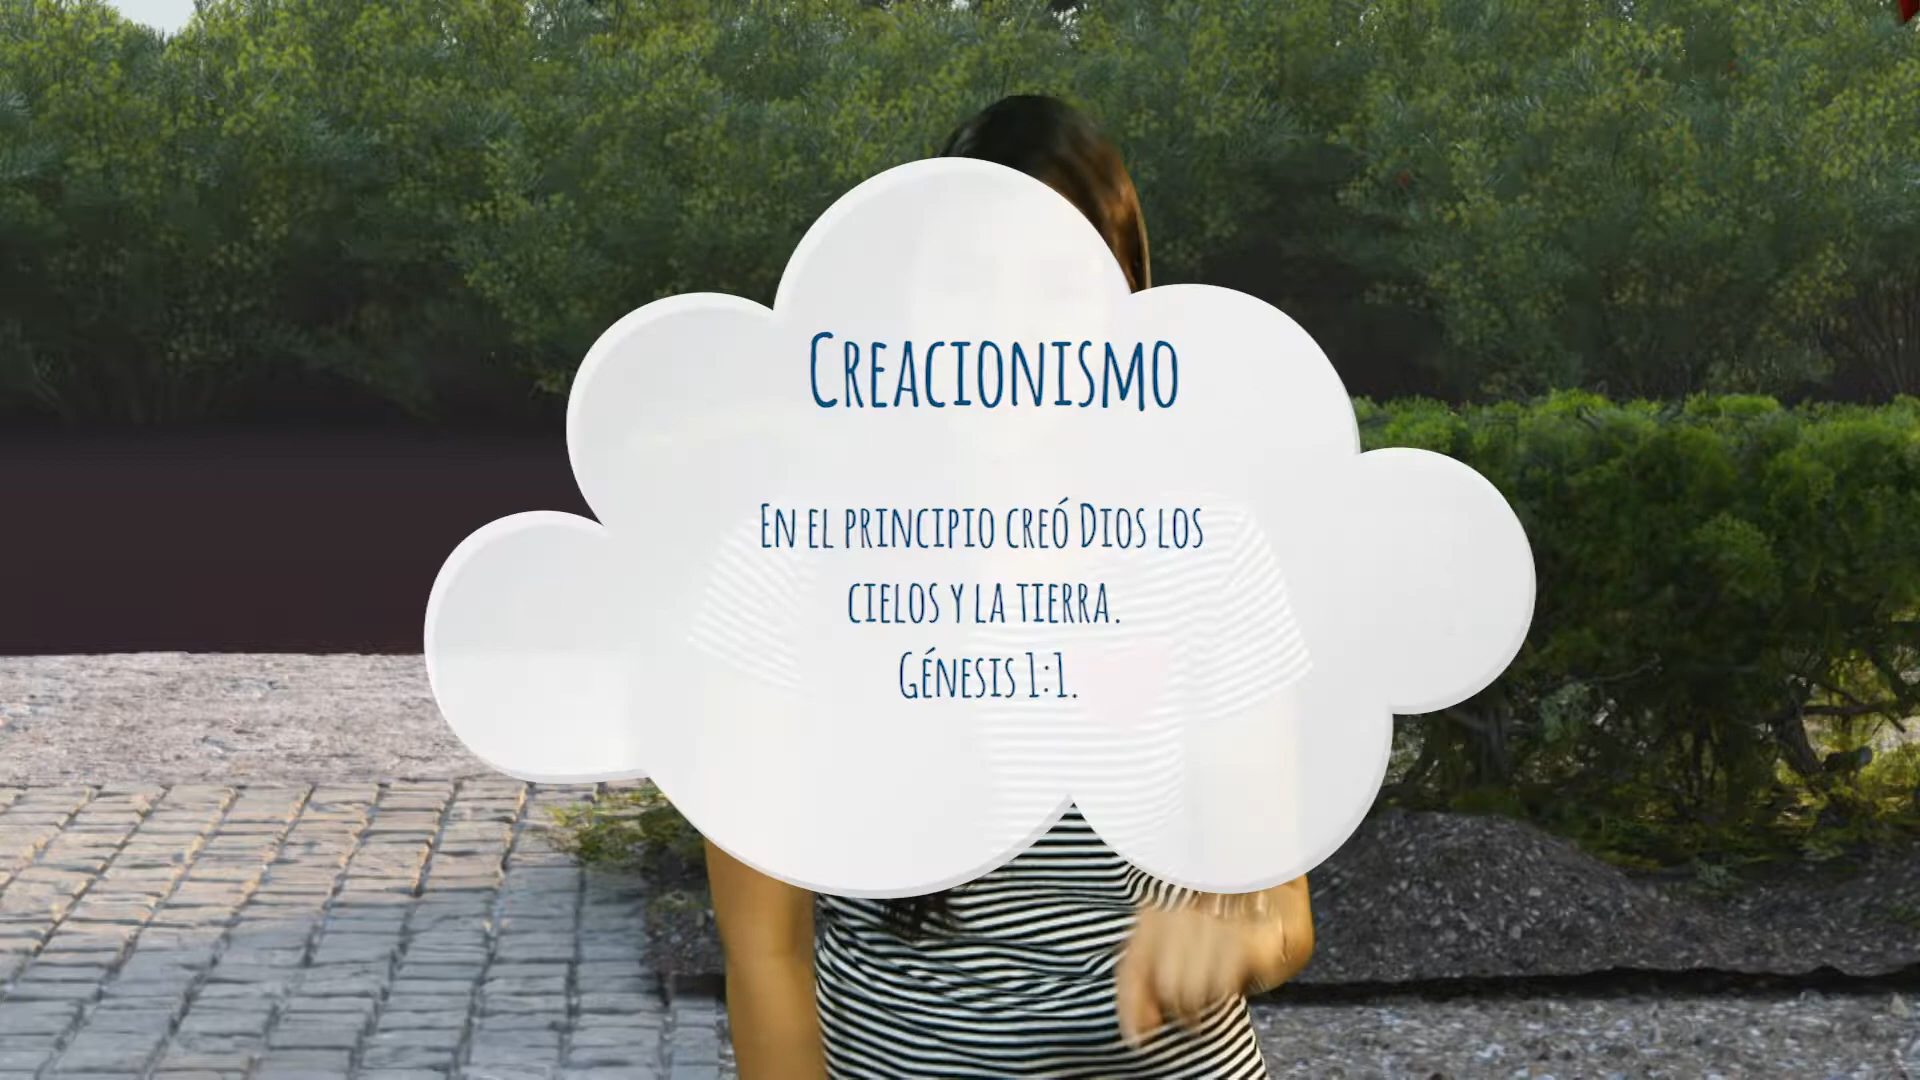 Creacionismo
En el principio creó Dios los
cielos y la tierra.
Génesis 1:1.